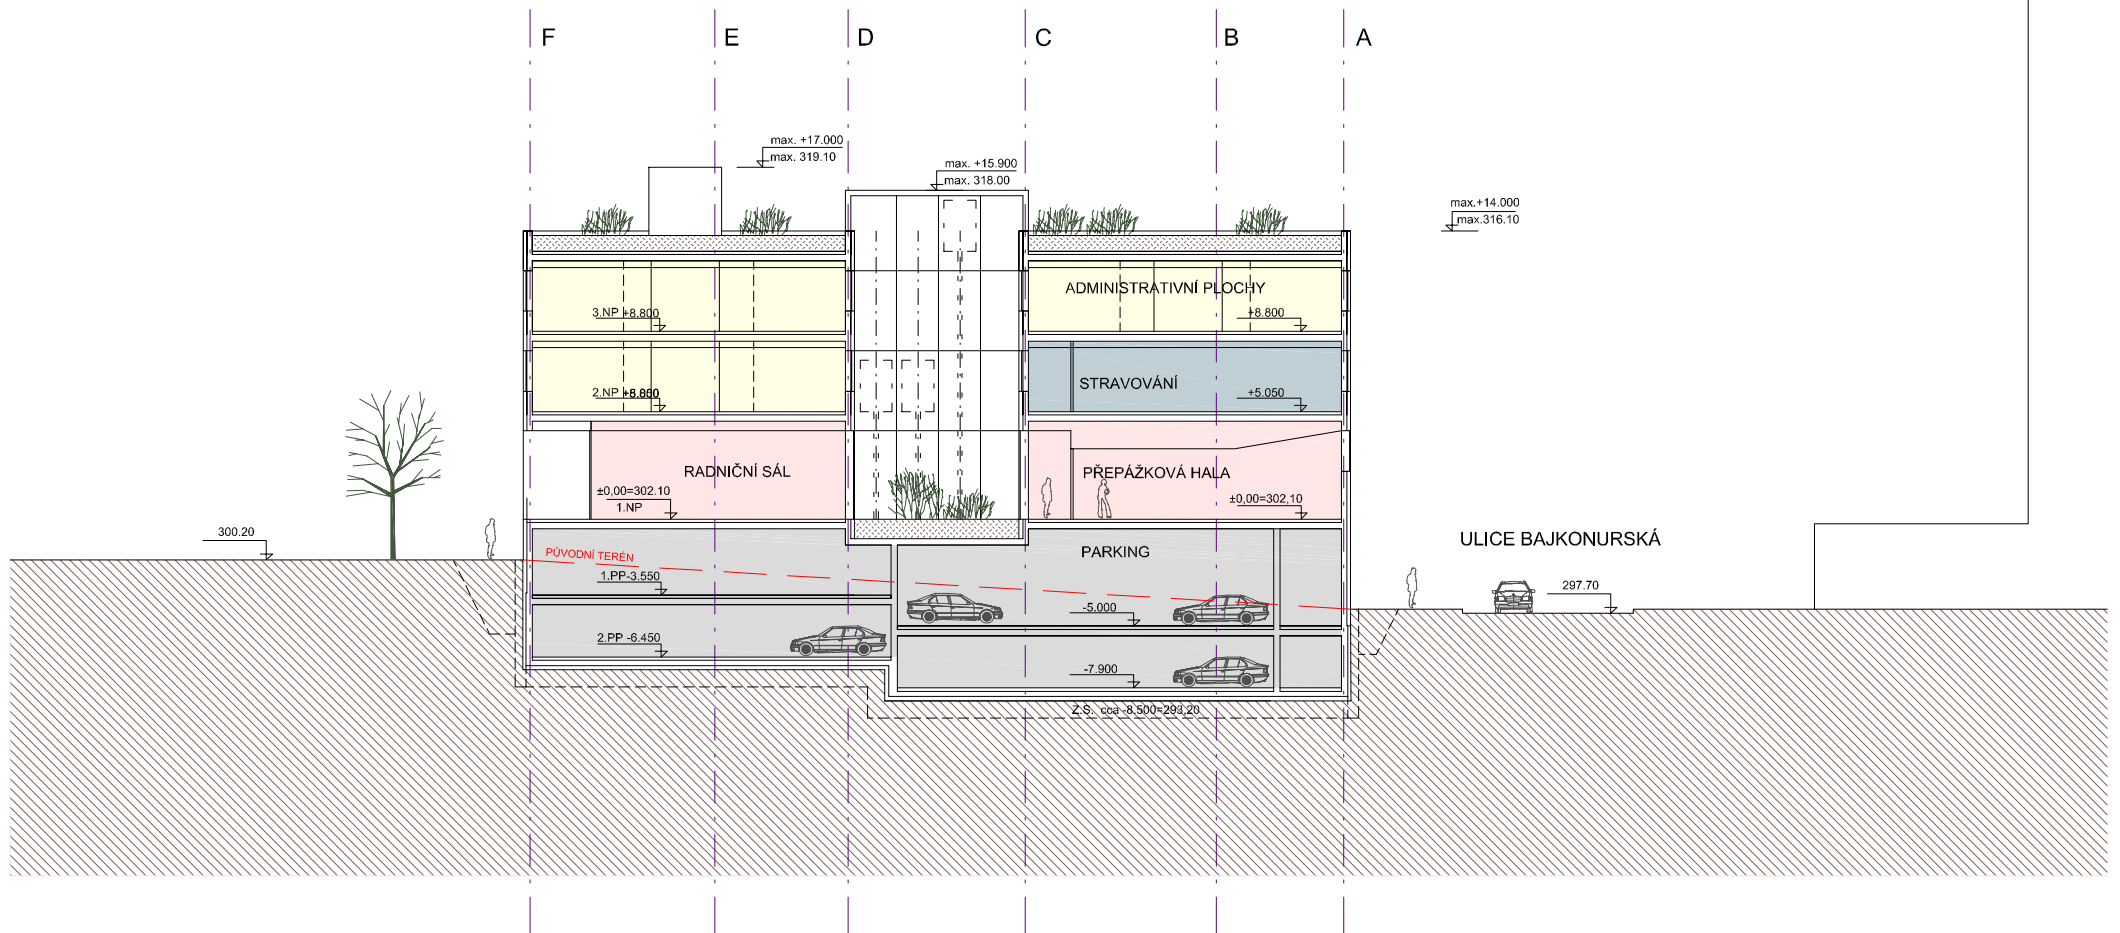 F
E
D
C
B
A
max. +17.000
max. 319.10
max. +15.900
max. 318.00
max.+14.000
max.316.10
ADMINISTRATIVNÍ PLOCHY
3.NP +8.800
+8.800
STRAVOVÁNÍ
2.NP
+5.050
RADNIČNÍ SÁL
PŘEPÁŽKOVÁ HALA
±0,00=302.10
1.NP
±0,00=302,10
300.20
ULICE BAJKONURSKÁ
PŮVODNÍ TERÉN
PARKING
1.PP-3.550
297.70
-5.000
2.PP -6.450
-7.900
Z.S. cca -8.500=293,20